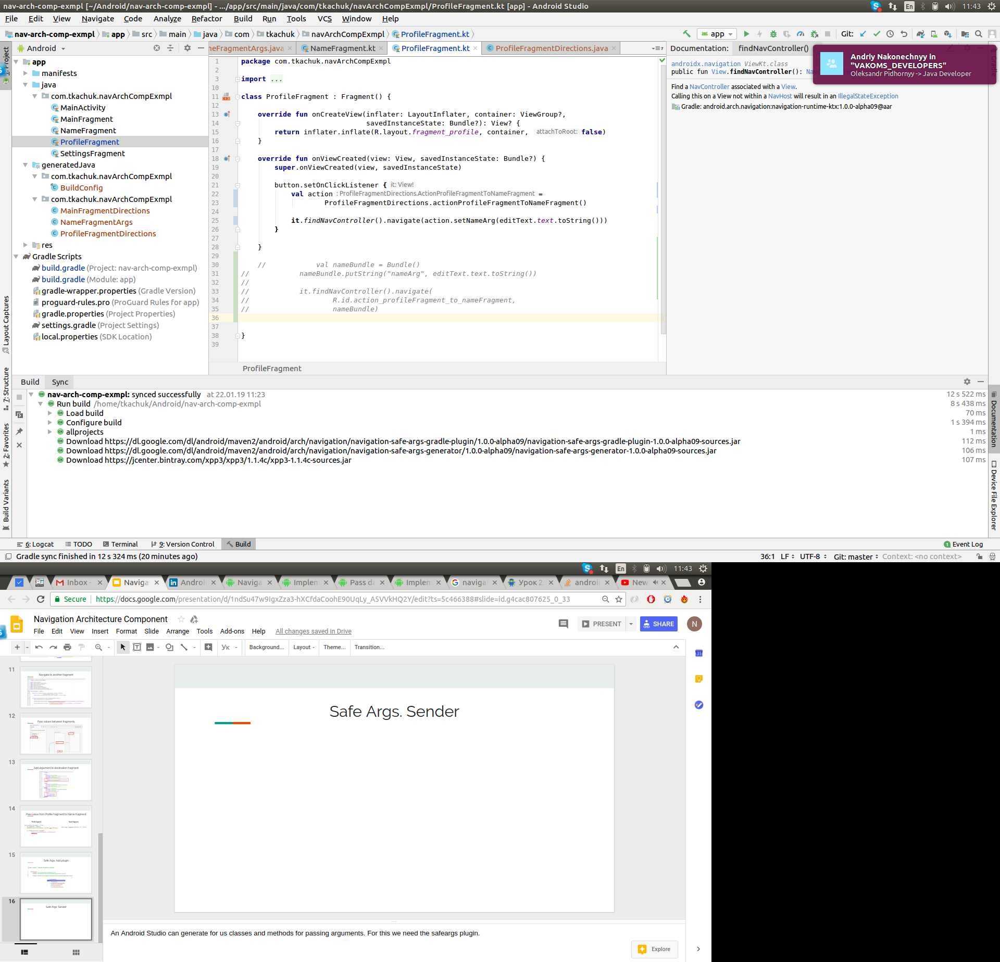 nav-arch-comp-exmpl [~/Android/nav-arch-comp-exmpl] - .../app/src/main/java/com/tkachuk/navArchCompExmpl/ProfileFragment.kt [app] - Android Studio
En 11:43
File Edit View Navigate Code Analyze Refactor Build Run Tools VCS Window Help
nav-arch-comp-exmpl app src main java com tkachuk navArchCompExmpl ProfileFragment.kt
app Git:
Android
neFragmentArgs.java NameFragment.kt ProfileFragment.kt ProfileFragmentDirections.java
Documentation: findNavController()
Andriy Nakonechnyy in
"VAKOMS_DEVELOPERS"
Oleksandr Pidhornyy -> Java Developer
androidx.navigation ViewKt.class
public fun View.findNavController():
Find a NavController associated with a View.
Calling this on a View not within a NavHost will result in an IllegalStateException
Gradle: android.arch.navigation:navigation-runtime-ktx:1.0.0-alpha09@aar
app
manifests
java
com.tkachuk.navArchCompExmpl
MainActivity
MainFragment
NameFragment
ProfileFragment
SettingsFragment
generatedJava
com.tkachuk.navArchCompExmpl
BuildConfig
com.tkachuk.navArchCompExmpl
MainFragmentDirections
NameFragmentArgs
ProfileFragmentDirections
res
Gradle Scripts
build.gradle (Project: nav-arch-comp-exmpl)
build.gradle (Module: app)
gradle-wrapper.properties (Gradle Version)
proguard-rules.pro (ProGuard Rules for app)
gradle.properties (Project Properties)
settings.gradle (Project Settings)
local.properties (SDK Location)
1 package com.tkachuk.navArchCompExmpl
2
3 import ...
10
11 class ProfileFragment : Fragment() {
12
13 override fun onCreateView(inflater: LayoutInflater, container: ViewGroup?,
14 savedInstanceState: Bundle?): View? {
15 return inflater.inflate(R.layout.fragment_profile, container, attachToRoot: false)
16 }
17
18 override fun onViewCreated(view: View, savedInstanceState: Bundle?) {
19 super.onViewCreated(view, savedInstanceState)
20
21 button.setOnClickListener { it: View!
22 val action : ProfileFragmentDirections.ActionProfileFragmentToNameFragment =
23 ProfileFragmentDirections.actionProfileFragmentToNameFragment()
24
25 it.findNavController().navigate(action.setNameArg(editText.text.toString()))
26 }
27
28 }
29
30 // val nameBundle = Bundle()
31 // nameBundle.putString("nameArg", editText.text.toString())
32 //
33 // it.findNavController().navigate(
34 // R.id.action_profileFragment_to_nameFragment,
35 // nameBundle)
36
37
38 }
39
ProfileFragment
1: Project
Layout Captures
7: Structure
2: Favorites
Build Variants
Documentation
Device File Explorer
Build Sync
nav-arch-comp-exmpl: synced successfully at 22.01.19 11:23 12 s 522 ms
Run build /home/tkachuk/Android/nav-arch-comp-exmpl 8 s 438 ms
Load build 70 ms
Configure build 1 s 394 ms
allprojects 1 ms
Download https://dl.google.com/dl/android/maven2/android/arch/navigation/navigation-safe-args-gradle-plugin/1.0.0-alpha09/navigation-safe-args-gradle-plugin-1.0.0-alpha09-sources.jar 112 ms
Download https://dl.google.com/dl/android/maven2/android/arch/navigation/navigation-safe-args-generator/1.0.0-alpha09/navigation-safe-args-generator-1.0.0-alpha09-sources.jar 106 ms
Download https://jcenter.bintray.com/xpp3/xpp3/1.1.4c/xpp3-1.1.4c-sources.jar 107 ms
6: Logcat TODO Terminal 9: Version Control Build 1 Event Log
Gradle sync finished in 12 s 324 ms (20 minutes ago) 36:1 LF UTF-8 Git: master Context: <no context>
En 11:43
Inbox - Naviga Androi Naviga Implem Pass da Implem naviga Урок 2 androi New
Secure https://docs.google.com/presentation/d/1ndSu47w9IgxZza3-hXCfdaCoohE90UqLy_A5VVkHQ2Y/edit?ts=5c466388#slide=id.g4cac807625_0_33
Navigation Architecture Component
File Edit View Insert Format Slide Arrange Tools Add-ons Help All changes saved in Drive
PRESENT SHARE N
Ук Background... Layout Theme... Transition...
31
11
Navigate to another fragment
12
Pass values between fragments
13
Add argument to destination fragment
14
Pass value from Profile fragment to Name fragment
15
Safe Args. Add plugin
16
Safe Args. Sender
Safe Args. Sender
An Android Studio can generate for us classes and methods for passing arguments. For this we need the safeargs plugin.
Explore